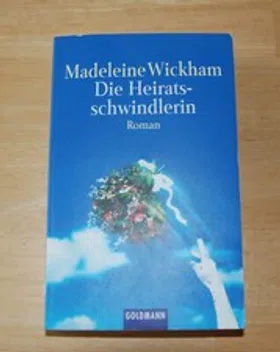 Madeleine Wickham
Die Heirats-
schwindlerin
Roman
GOLDMANN